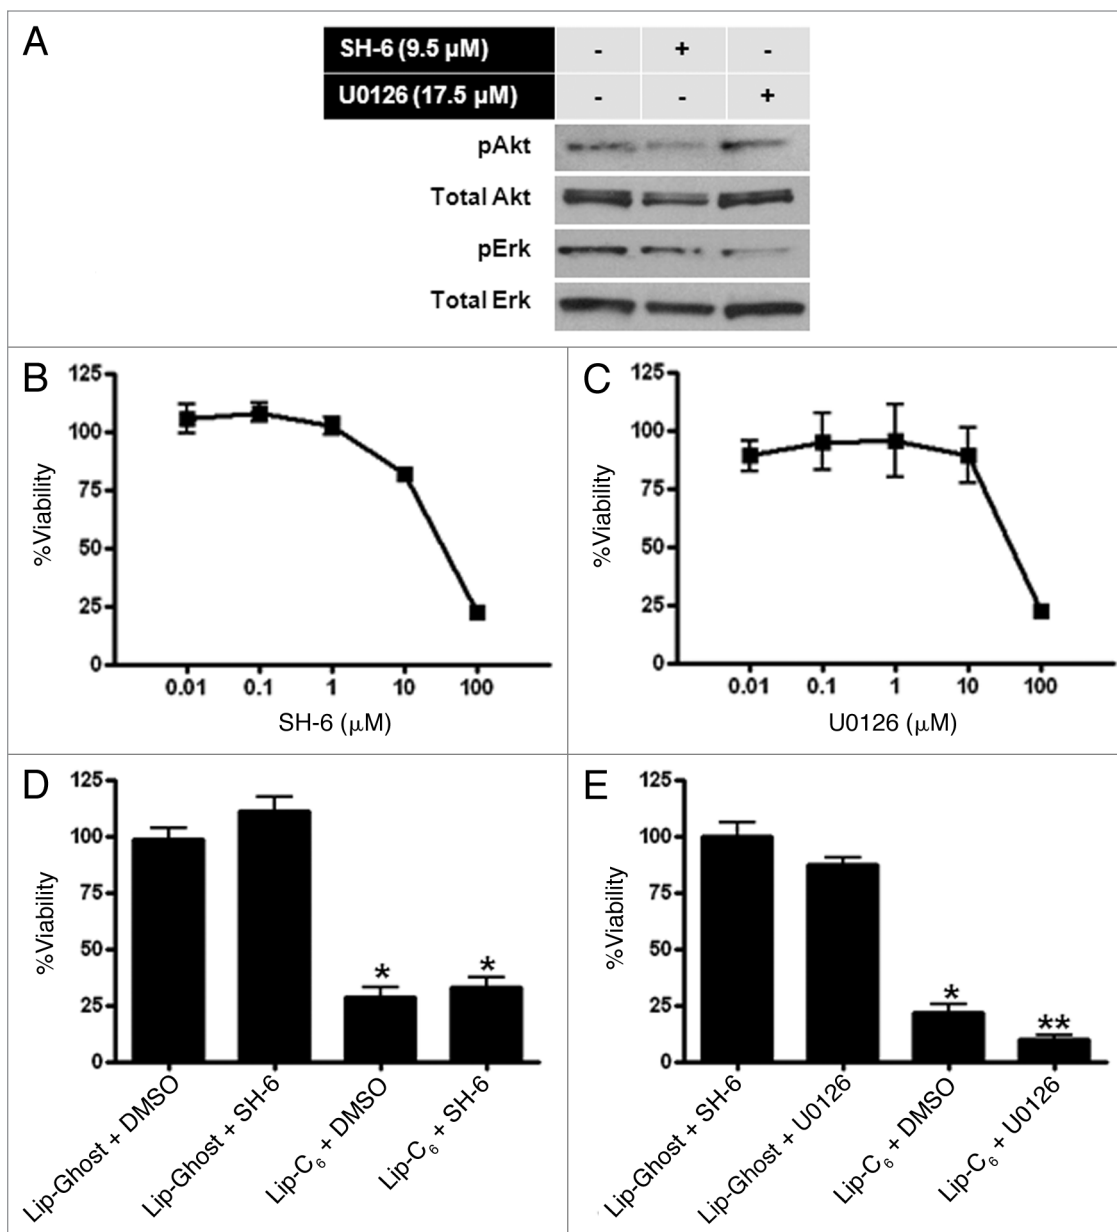 A
SH-6 (9.5 µM) - + -
U0126 (17.5 µM) - - +
pAkt
Total Akt
pErk
Total Erk
B
125
100
75
50
25
0
%Viability
0.01 0.1 1 10 100
SH-6 (µM)
C
125
100
75
50
25
0
%Viability
0.01 0.1 1 10 100
U0126 (µM)
D
125
100
75
50
25
0
%Viability
* *
Lip-Ghost + DMSO
Lip-Ghost + SH-6
Lip-C6 + DMSO
Lip-C6 + SH-6
E
125
100
75
50
25
0
%Viability
* **
Lip-Ghost + SH-6
Lip-Ghost + U0126
Lip-C6 + DMSO
Lip-C6 + U0126